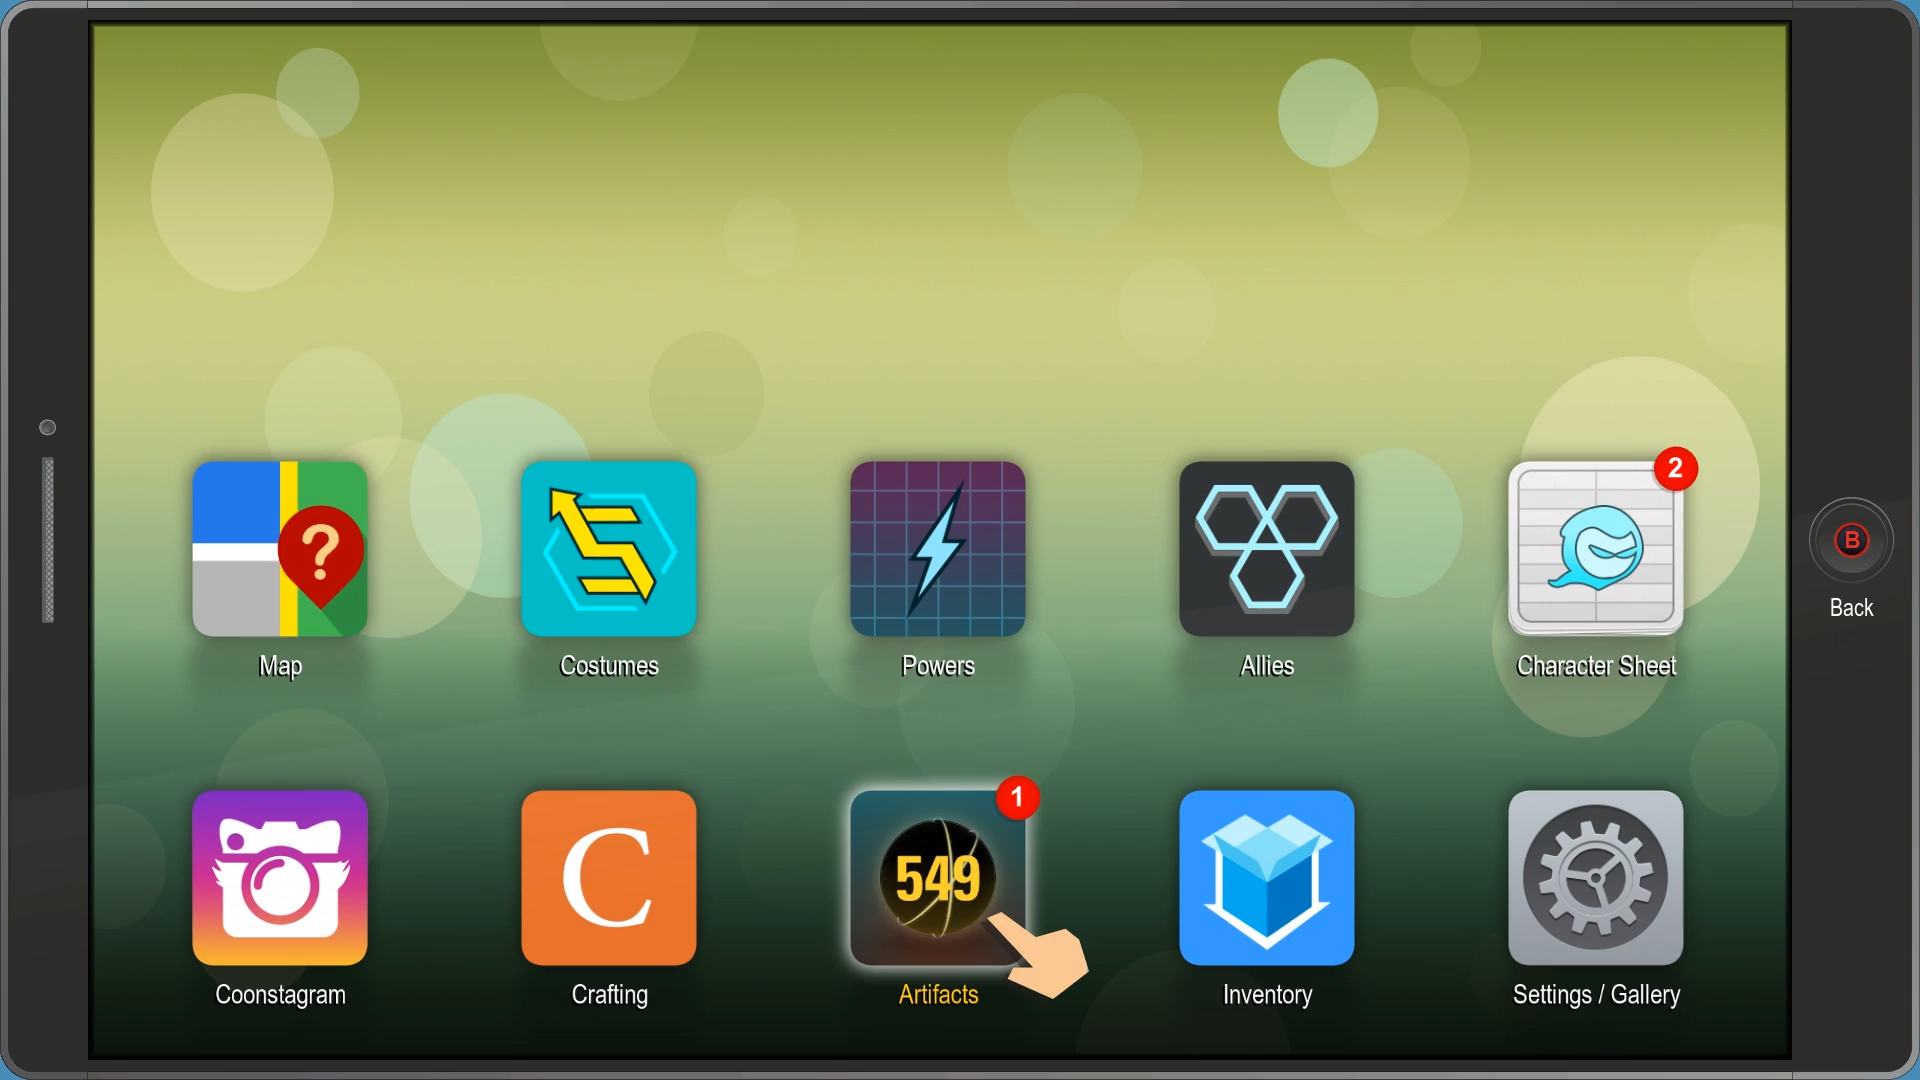 2
?
B
Back
Map
Costumes
Powers
Allies
Character Sheet
1
C
549
Coonstagram
Crafting
Artifacts
Inventory
Settings / Gallery